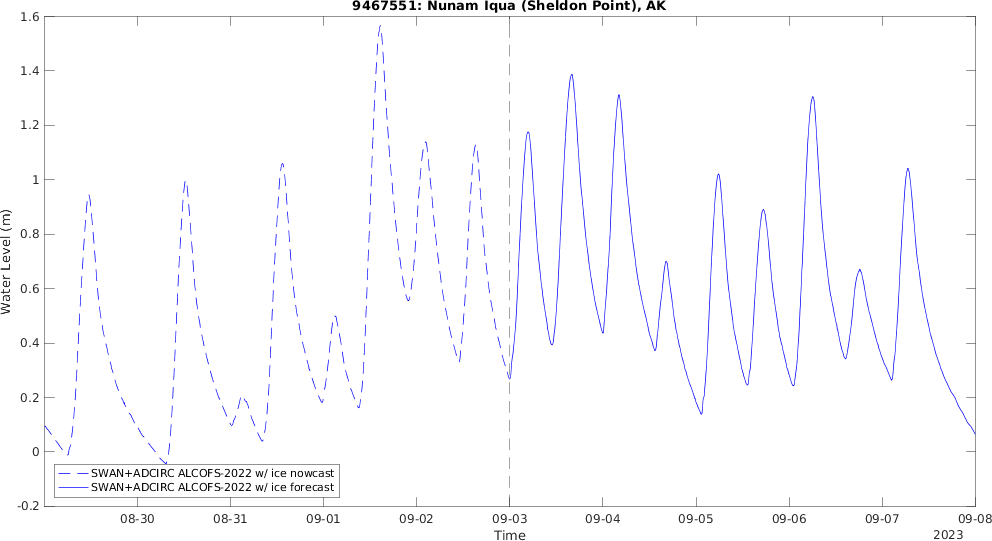 9467551: Nunam Iqua (Sheldon Point), AK
1.6
1.4
1.2
1
0.8
0.6
0.4
0.2
0
-0.2
Water Level (m)
SWAN+ADCIRC ALCOFS-2022 w/ ice nowcast
SWAN+ADCIRC ALCOFS-2022 w/ ice forecast
08-30 08-31 09-01 09-02 09-03 09-04 09-05 09-06 09-07 09-08
Time
2023